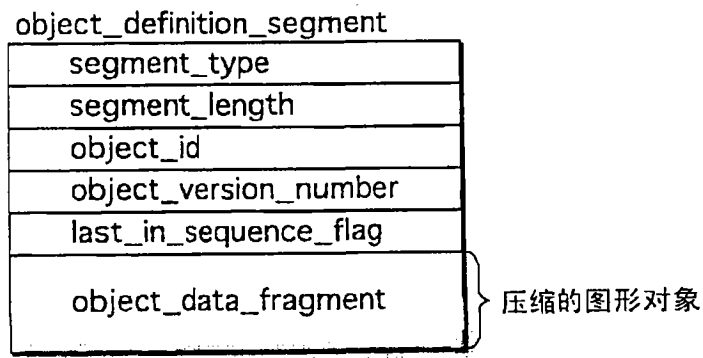 object_definition_segment
segment_type
segment_length
object_id
object_version_number
last_in_sequence_flag
object_data_fragment
压缩的图形对象